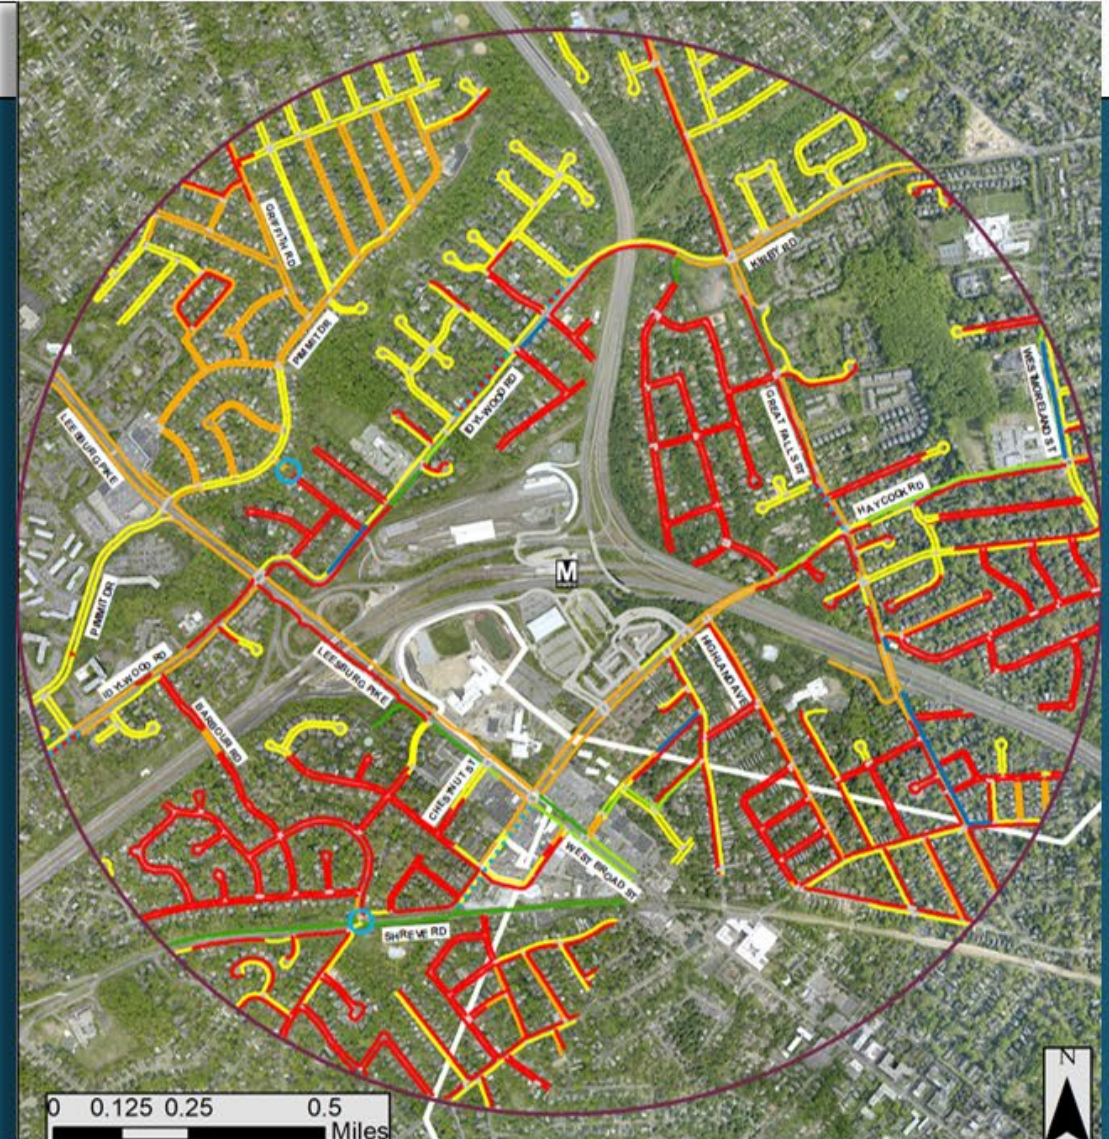 GRIFFITH RD
KIRBY RD
PIMMIT DR
WESTMORELAND ST
LEESBURG PIKE
IDYLWOOD RD
GREAT FALLS ST
HAYCOCK RD
M
PIMMIT DR
HIGHLAND AVE
IDYLWOOD RD
LEESBURG PIKE
BARBOUR RD
CHESTNUT ST
WEST BROAD ST
SHREVE RD
N
0 0.125 0.25 0.5
Miles